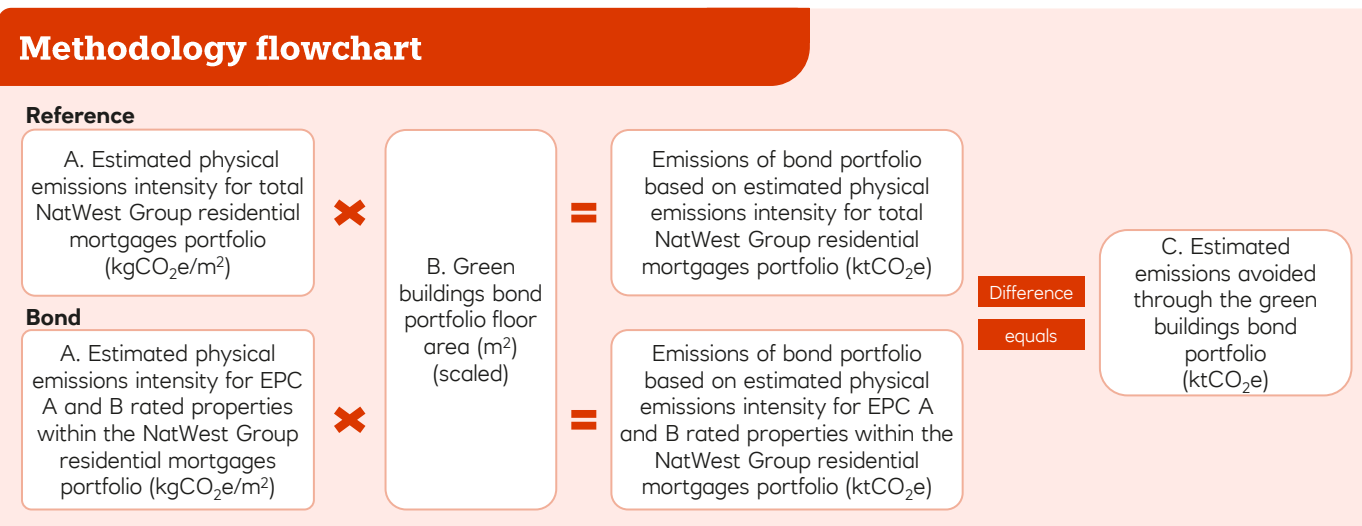 Methodology flowchart
Reference
A. Estimated physical
emissions intensity for total
NatWest Group residential
mortgages portfolio
(kgCO₂e/m²)
B. Green
buildings bond
portfolio floor
area (m²)
(scaled)
Emissions of bond portfolio
based on estimated physical
emissions intensity for total
NatWest Group residential
mortgages portfolio (ktCO₂e)
Bond
A. Estimated physical
emissions intensity for EPC
A and B rated properties
within the NatWest Group
residential mortgages
portfolio (kgCO₂e/m²)
Emissions of bond portfolio
based on estimated physical
emissions intensity for EPC A
and B rated properties within the
NatWest Group residential
mortgages portfolio (ktCO₂e)
Difference
equals
C. Estimated
emissions avoided
through the green
buildings bond
portfolio
(ktCO₂e)